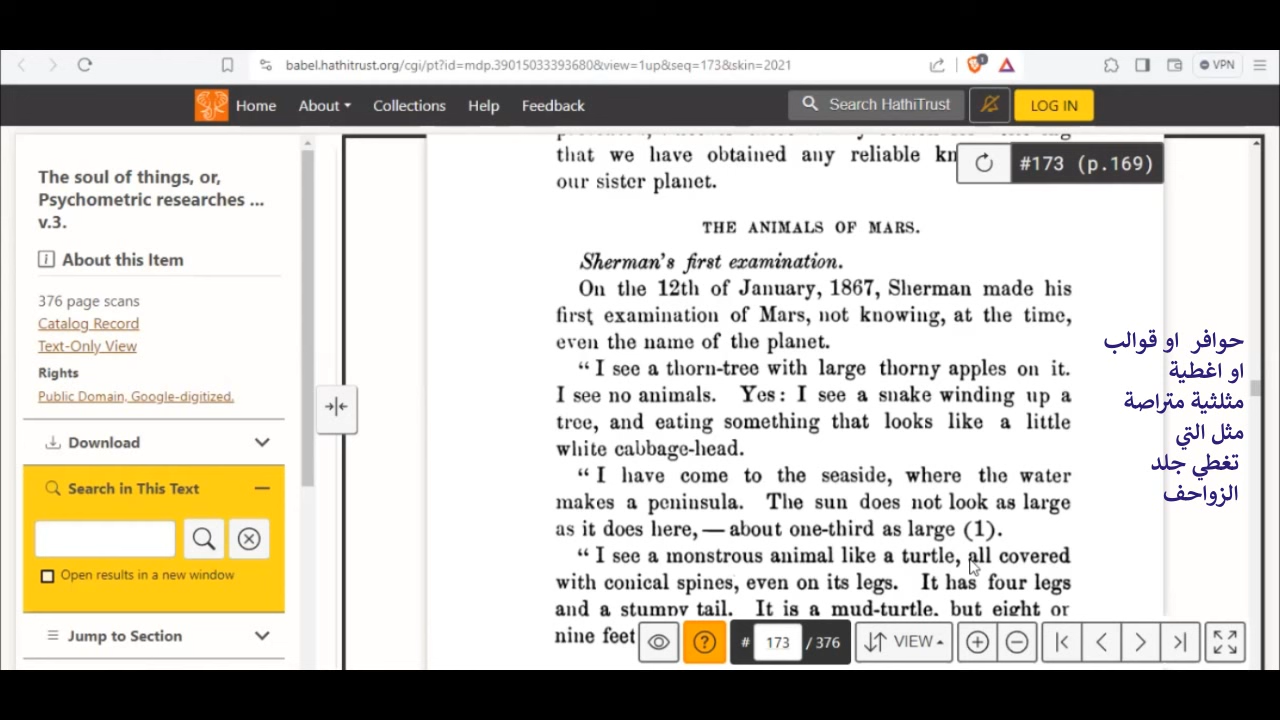 babel.hathitrust.org/cgi/pt?id=mdp.39015033393680&view=1up&seq=173&skin=2021
1
VPN
Home About Collections Help Feedback
Search HathiTrust
LOG IN
The soul of things, or,
Psychometric researches ...
v.3.
About this Item
376 page scans
Catalog Record
Text-Only View
Rights
Public Domain, Google-digitized.
Download
Search in This Text
Open results in a new window
Jump to Section
#173 (p.169)
that we have obtained any reliable kn
our sister planet.
THE ANIMALS OF MARS.
Sherman's first examination.
On the 12th of January, 1867, Sherman made his
first examination of Mars, not knowing, at the time,
even the name of the planet.
“I see a thorn-tree with large thorny apples on it.
I see no animals. Yes: I see a snake winding up a
tree, and eating something that looks like a little
white cabbage-head.
“I have come to the seaside, where the water
makes a peninsula. The sun does not look as large
as it does here, — about one-third as large (1).
“I see a monstrous animal like a turtle, all covered
with conical spines, even on its legs. It has four legs
and a stumpy tail. It is a mud-turtle, but eight or
nine feet
# 173 / 376
VIEW
حوافر او قوالب
او اغطية
مثلثية متراصة
مثل التي
تغطي جلد
الزواحف